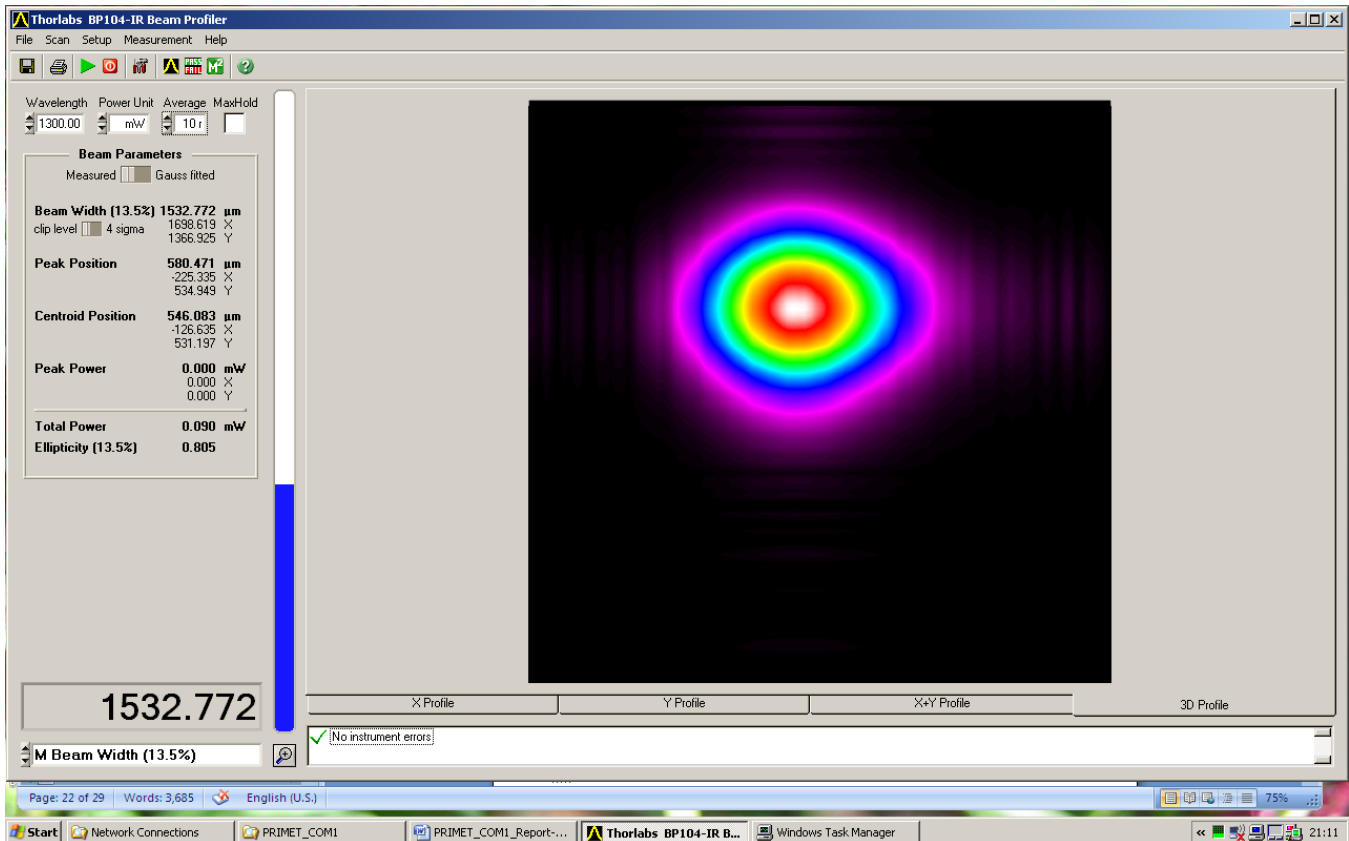 Thorlabs BP104-IR Beam Profiler
File Scan Setup Measurement Help
PASS
FAIL
M²
Wavelength Power Unit Average MaxHold
1300.00 mW 10 r
Beam Parameters
Measured Gauss fitted
Beam Width (13.5%) 1532.772 µm
clip level 4 sigma 1698.619 X
1366.925 Y
Peak Position 580.471 µm
-225.335 X
534.949 Y
Centroid Position 546.083 µm
-126.635 X
531.197 Y
Peak Power 0.000 mW
0.000 X
0.000 Y
Total Power 0.090 mW
Ellipticity (13.5%) 0.805
1532.772
M Beam Width (13.5%)
X Profile Y Profile X+Y Profile 3D Profile
No instrument errors
Page: 22 of 29 Words: 3,685 English (U.S.) 75%
Start Network Connections PRIMET_COM1 PRIMET_COM1_Report-... Thorlabs BP104-IR B... Windows Task Manager « 21:11